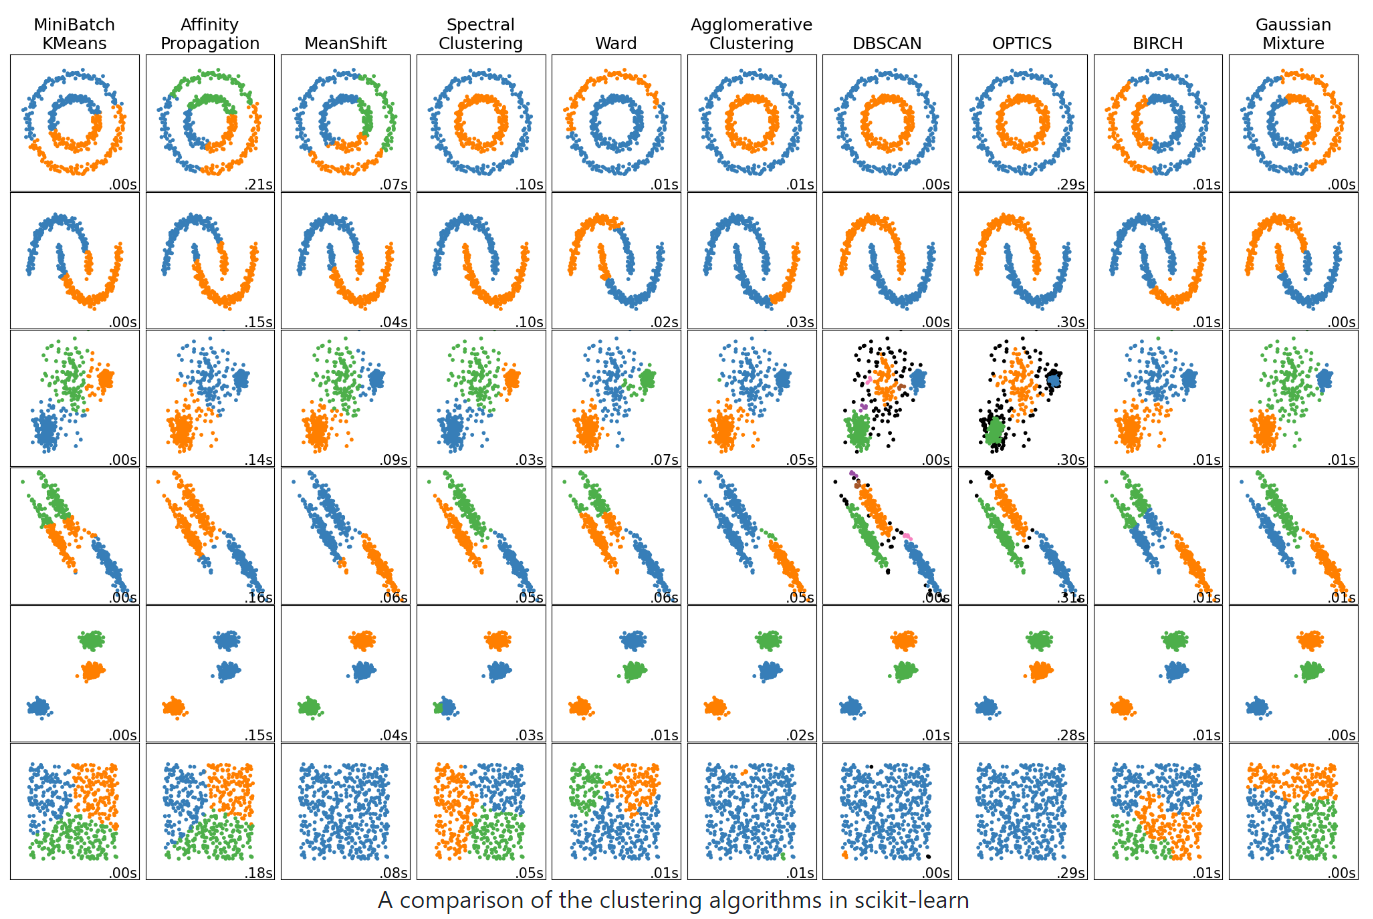 MiniBatch
KMeans
Affinity
Propagation
MeanShift
Spectral
Clustering
Ward
Agglomerative
Clustering
DBSCAN
OPTICS
BIRCH
Gaussian
Mixture
.00s .21s .07s .10s .01s .01s .00s .29s .01s .00s
.00s .15s .04s .10s .02s .03s .00s .30s .01s .00s
.00s .14s .09s .03s .07s .05s .00s .30s .01s .01s
.00s .16s .06s .05s .06s .05s .00s .31s .01s .01s
.00s .15s .04s .03s .01s .02s .01s .28s .01s .00s
.00s .18s .08s .05s .01s .01s .00s .29s .01s .00s
A comparison of the clustering algorithms in scikit-learn